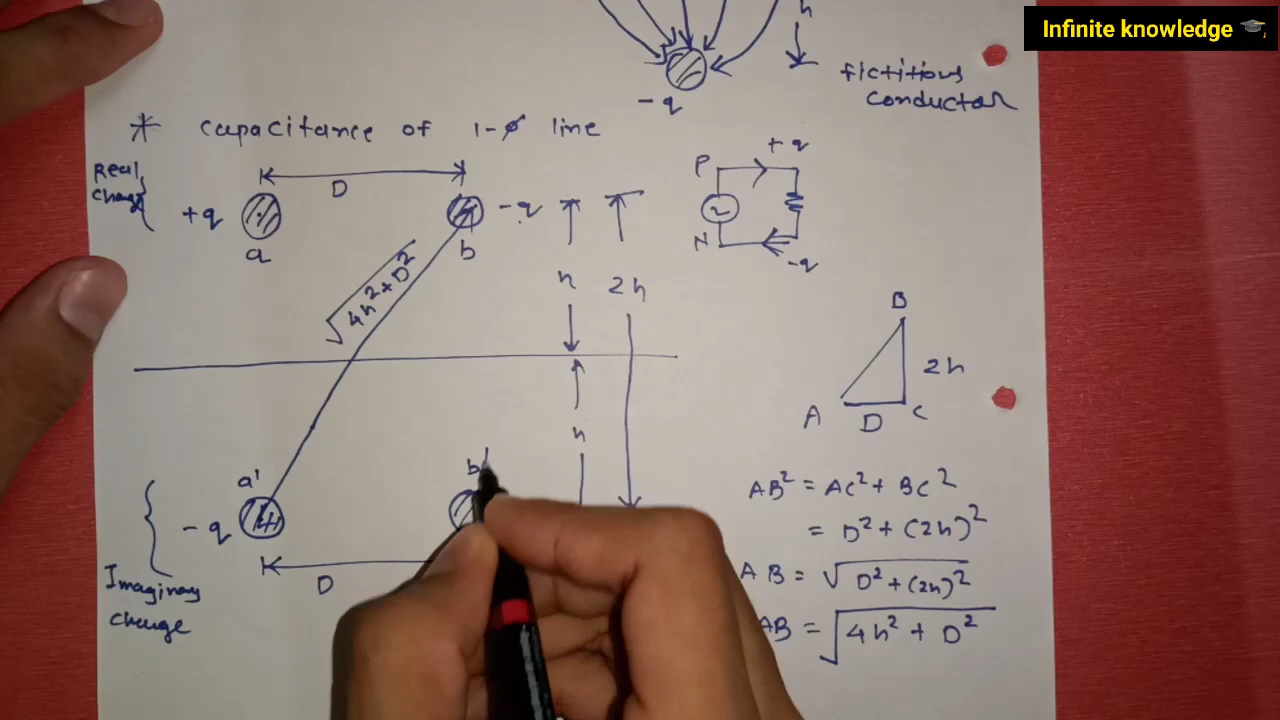 Infinite knowledge 🎓
h
- q
fictitious
conductor
* capacitance of 1-ϕ line
Real
charge
D
+q
a
- q
b
h
2h
√4h²+D²
P
+ q
N
-q
B
2h
A
D
C
h
a'
b'
- q
D
Imaginary
charge
AB² = AC² + BC²
= D² + (2h)²
AB = √D² + (2h)²
AB = √4h² + D²